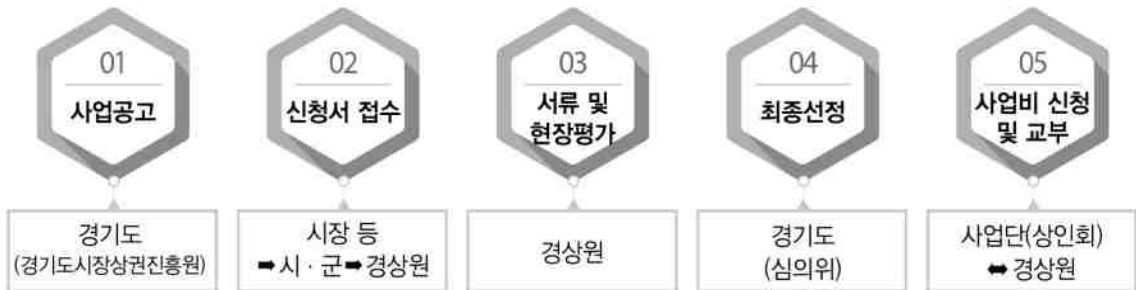 01
사업공고
경기도
(경기도시장상권진흥원)
02
신청서 접수
시장 등
➡시 · 군➡경상원
03
서류 및
현장평가
경상원
04
최종선정
경기도
(심의위)
05
사업비 신청
및 교부
사업단(상인회)
⬌ 경상원